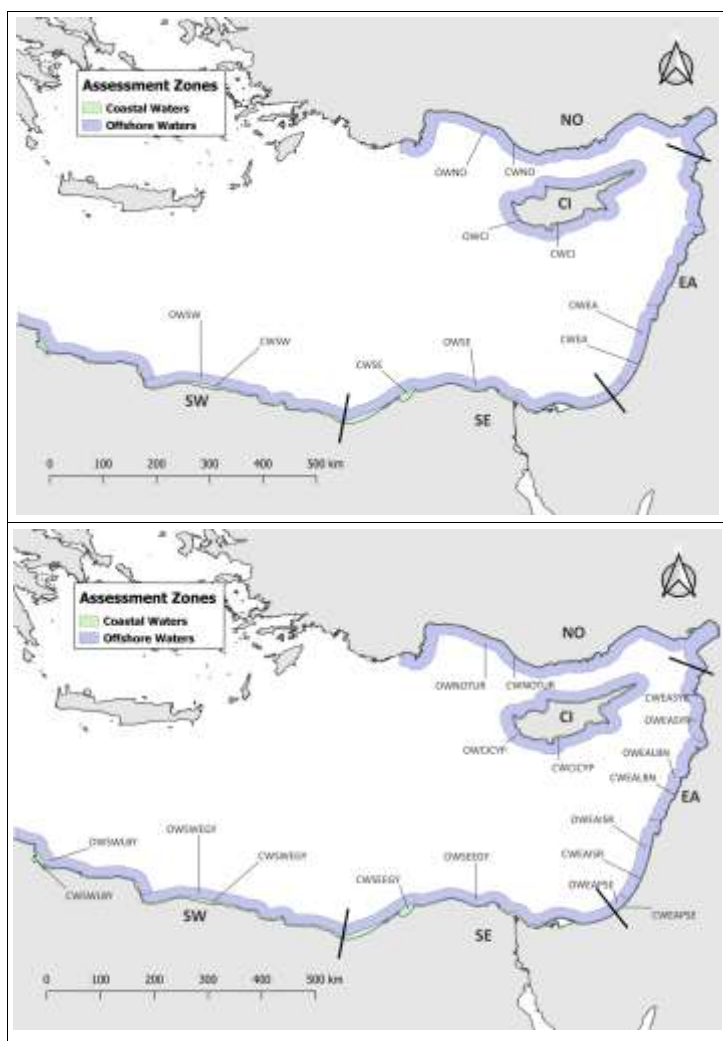 Assessment Zones
Coastal Waters
Offshore Waters
NO
OWNO
CWNO
CI
OWCI
CWCI
EA
OWEA
CWEA
OWSW
CWSW
CWSE
OWSE
SW
SE
0 100 200 300 400 500 km
Assessment Zones
Coastal Waters
Offshore Waters
NO
OWNOTUR
CWNOTUR
CWEASYR
CI
OWEASYR
OWCICYP
OWEALBN
CWCICYP
CWEALBN
EA
OWEAISR
OWSWEGY
OWSWLBY
CWSWEGY
CWEAISR
OWSEEGY
CWSEEGY
OWEAPSE
CWSWLBY
CWEAPSE
SW
SE
0 100 200 300 400 500 km